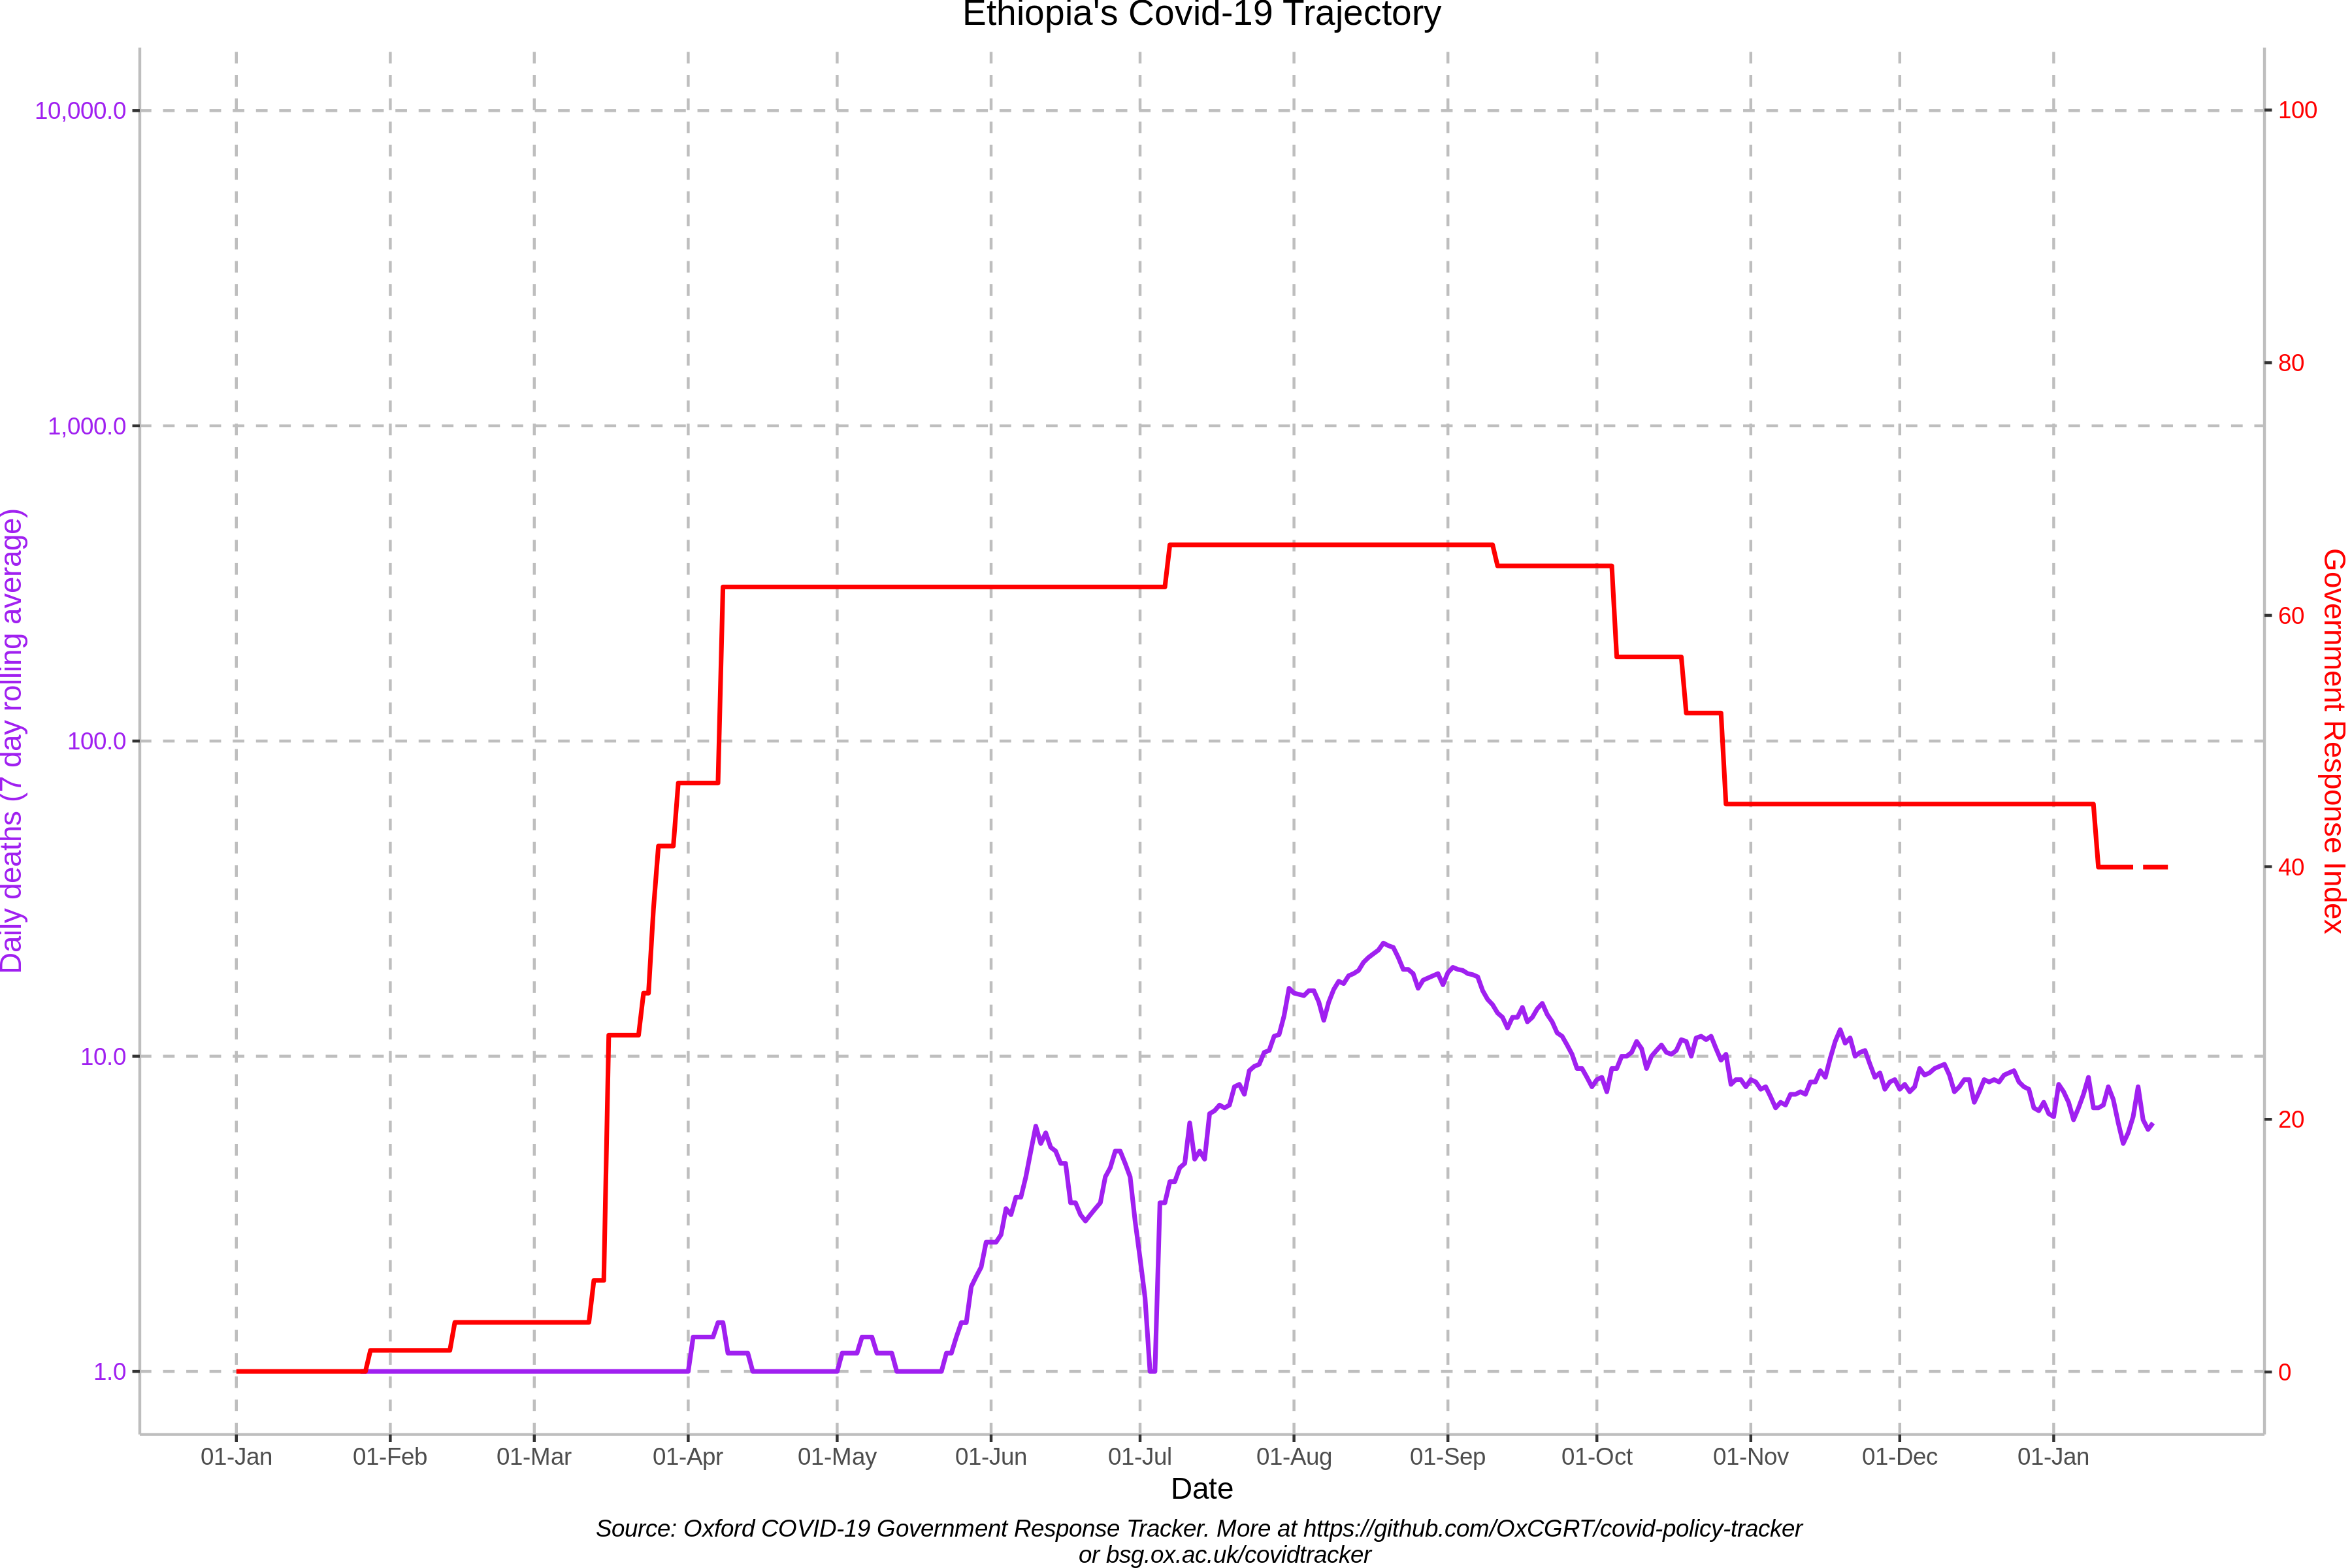 Ethiopia's Covid-19 Trajectory
10,000.0
1,000.0
100.0
10.0
1.0
Daily deaths (7 day rolling average)
100
80
60
40
20
0
Government Response Index
01-Jan 01-Feb 01-Mar 01-Apr 01-May 01-Jun 01-Jul 01-Aug 01-Sep 01-Oct 01-Nov 01-Dec 01-Jan
Date
Source: Oxford COVID-19 Government Response Tracker. More at https://github.com/OxCGRT/covid-policy-tracker
or bsg.ox.ac.uk/covidtracker